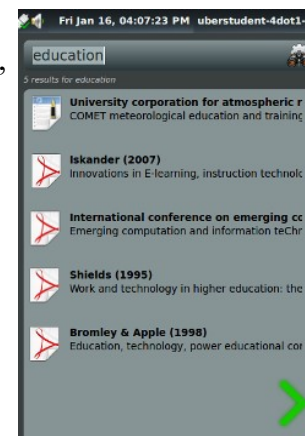 Fri Jan 16, 04:07:23 PM uberstudent-4dot1-
,
education
5 results for education
University corporation for atmospheric r
COMET meteorological education and training
Iskander (2007)
Innovations in E-learning, instruction technolc
International conference on emerging cc
Emerging computation and information teChr
Shields (1995)
Work and technology in higher education: the
Bromley & Apple (1998)
Education, technology, power educational cor